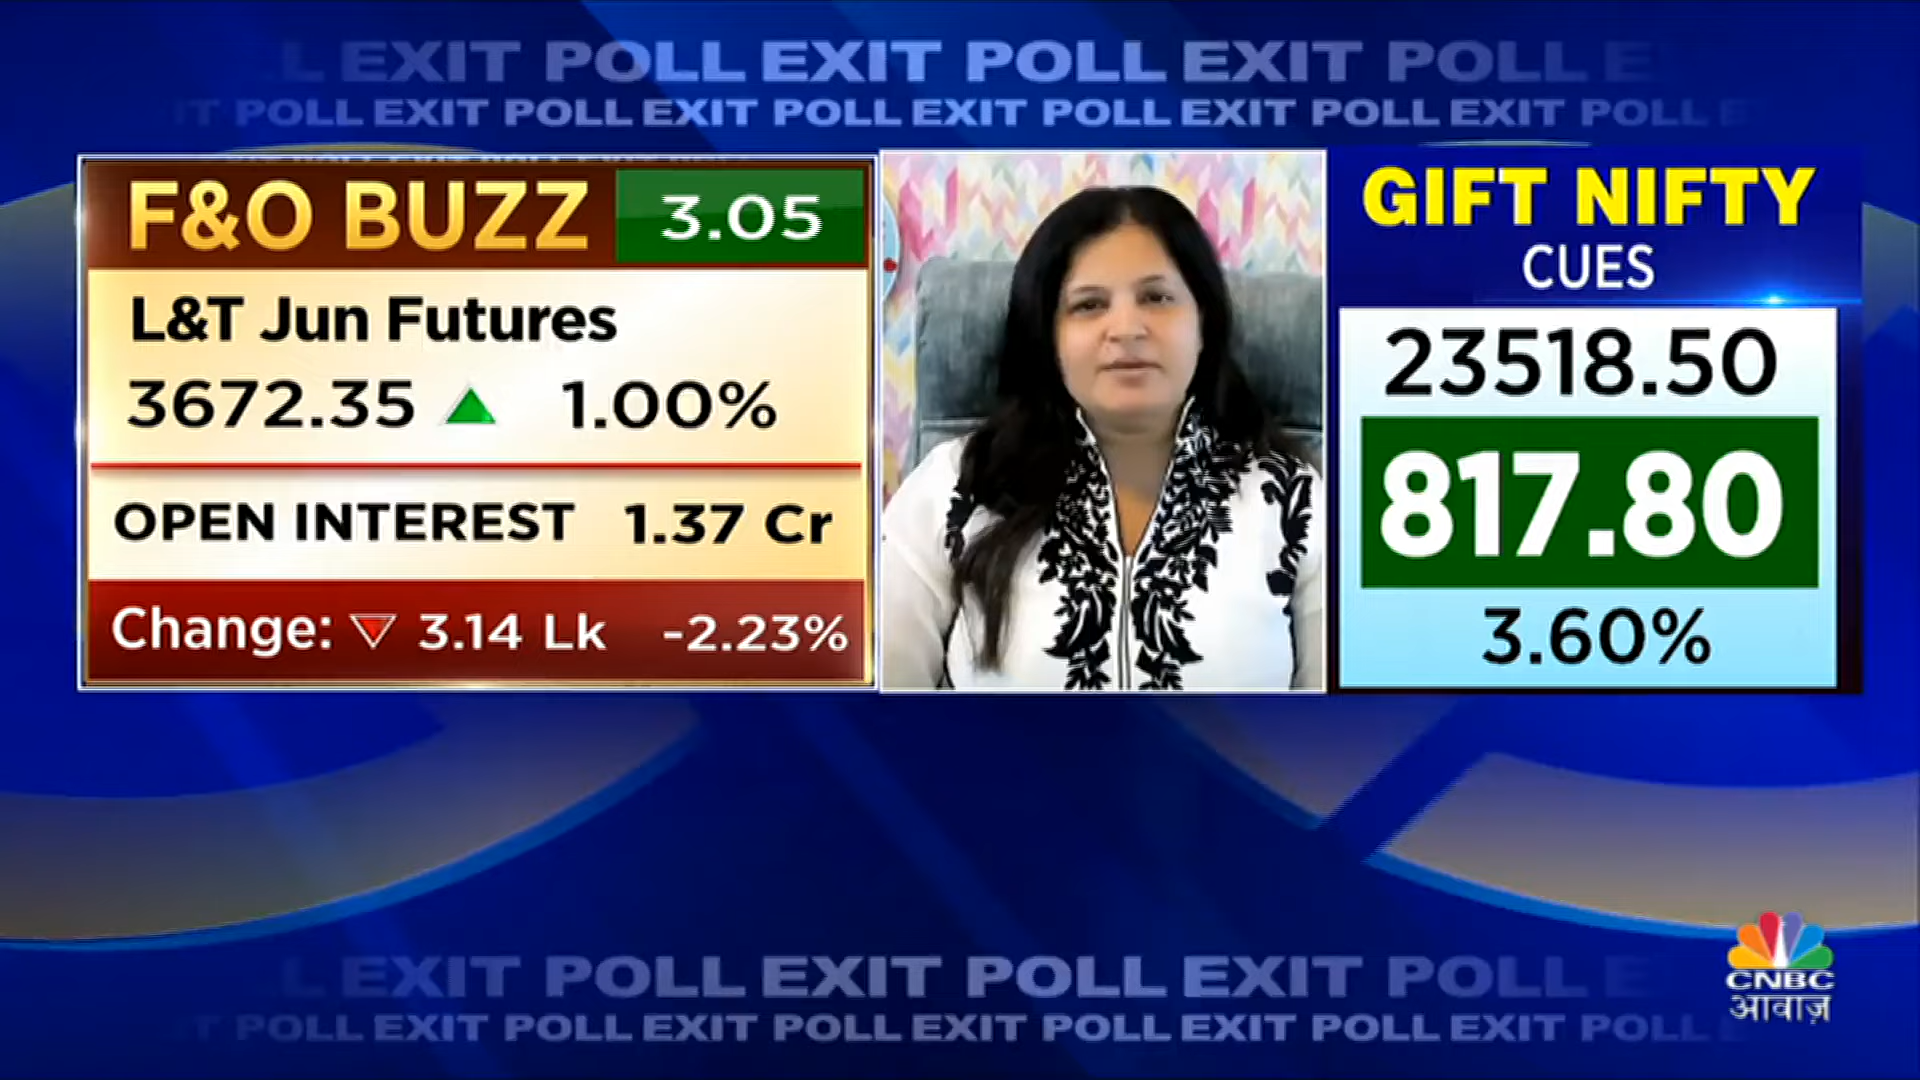 L EXIT POLL EXIT POLL EXIT POLL E
IT POLL EXIT POLL EXIT POLL EXIT POLL EXIT POLL EXIT POLL E
F&O BUZZ 3.05
L&T Jun Futures
3672.35 ▲ 1.00%
OPEN INTEREST 1.37 Cr
Change: ▽ 3.14 Lk -2.23%
GIFT NIFTY
CUES
23518.50
817.80
3.60%
CNBC
आवाज़
L EXIT POLL EXIT POLL EXIT POLL E
IT POLL EXIT POLL EXIT POLL EXIT POLL EXIT POLL EXIT POLL E